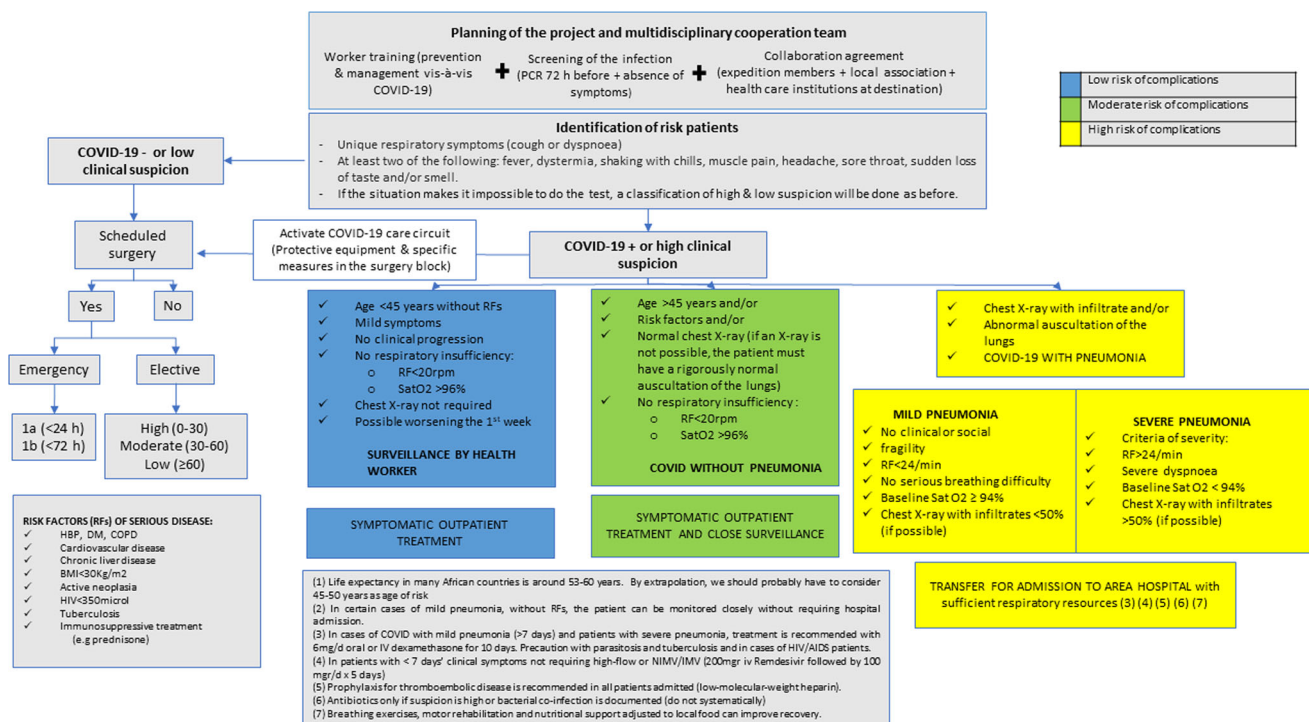 Planning of the project and multidisciplinary cooperation team
Worker training (prevention
& management vis-à-vis
COVID-19)
+
Screening of the infection
(PCR 72 h before + absence of
symptoms)
+
Collaboration agreement
(expedition members + local association +
health care institutions at destination)
Low risk of complications
Moderate risk of complications
High risk of complications
Identification of risk patients
- Unique respiratory symptoms (cough or dyspnoea)
- At least two of the following: fever, dystermia, shaking with chills, muscle pain, headache, sore throat, sudden loss
of taste and/or smell.
- If the situation makes it impossible to do the test, a classification of high & low suspicion will be done as before.
COVID-19 - or low
clinical suspicion
Scheduled
surgery
Activate COVID-19 care circuit
(Protective equipment & specific
measures in the surgery block)
COVID-19 + or high clinical
suspicion
Yes
No
Emergency
Elective
1a (<24 h)
1b (<72 h)
High (0-30)
Moderate (30-60)
Low (≥60)
✓ Age <45 years without RFs
✓ Mild symptoms
✓ No clinical progression
✓ No respiratory insufficiency:
o RF<20rpm
o SatO2 >96%
✓ Chest X-ray not required
✓ Possible worsening the 1st week
SURVEILLANCE BY HEALTH
WORKER
✓ Age >45 years and/or
✓ Risk factors and/or
✓ Normal chest X-ray (if an X-ray is
not possible, the patient must
have a rigorously normal
auscultation of the lungs)
✓ No respiratory insufficiency :
o RF<20rpm
o SatO2 >96%
COVID WITHOUT PNEUMONIA
✓ Chest X-ray with infiltrate and/or
✓ Abnormal auscultation of the
lungs
✓ COVID-19 WITH PNEUMONIA
MILD PNEUMONIA
✓ No clinical or social
✓ fragility
✓ RF<24/min
✓ No serious breathing difficulty
✓ Baseline Sat O2 ≥ 94%
✓ Chest X-ray with infiltrates <50%
(if possible)
SEVERE PNEUMONIA
✓ Criteria of severity:
✓ RF>24/min
✓ Severe dyspnoea
✓ Baseline Sat O2 < 94%
✓ Chest X-ray with infiltrates
>50% (if possible)
SYMPTOMATIC OUTPATIENT
TREATMENT
SYMPTOMATIC OUTPATIENT
TREATMENT AND CLOSE SURVEILLANCE
TRANSFER FOR ADMISSION TO AREA HOSPITAL with
sufficient respiratory resources (3) (4) (5) (6) (7)
RISK FACTORS (RFs) OF SERIOUS DISEASE:
✓ HBP, DM, COPD
✓ Cardiovascular disease
✓ Chronic liver disease
✓ BMI<30Kg/m2
✓ Active neoplasia
✓ HIV<350microl
✓ Tuberculosis
✓ Immunosuppressive treatment
(e.g prednisone)
(1) Life expectancy in many African countries is around 53-60 years. By extrapolation, we should probably have to consider
45-50 years as age of risk
(2) In certain cases of mild pneumonia, without RFs, the patient can be monitored closely without requiring hospital
admission.
(3) In cases of COVID with mild pneumonia (>7 days) and patients with severe pneumonia, treatment is recommended with
6mg/d oral or IV dexamethasone for 10 days. Precaution with parasitosis and tuberculosis and in cases of HIV/AIDS patients.
(4) In patients with < 7 days' clinical symptoms not requiring high-flow or NIMV/IMV (200mgr iv Remdesivir followed by 100
mgr/d x 5 days)
(5) Prophylaxis for thromboembolic disease is recommended in all patients admitted (low-molecular-weight heparin).
(6) Antibiotics only if suspicion is high or bacterial co-infection is documented (do not systematically)
(7) Breathing exercises, motor rehabilitation and nutritional support adjusted to local food can improve recovery.